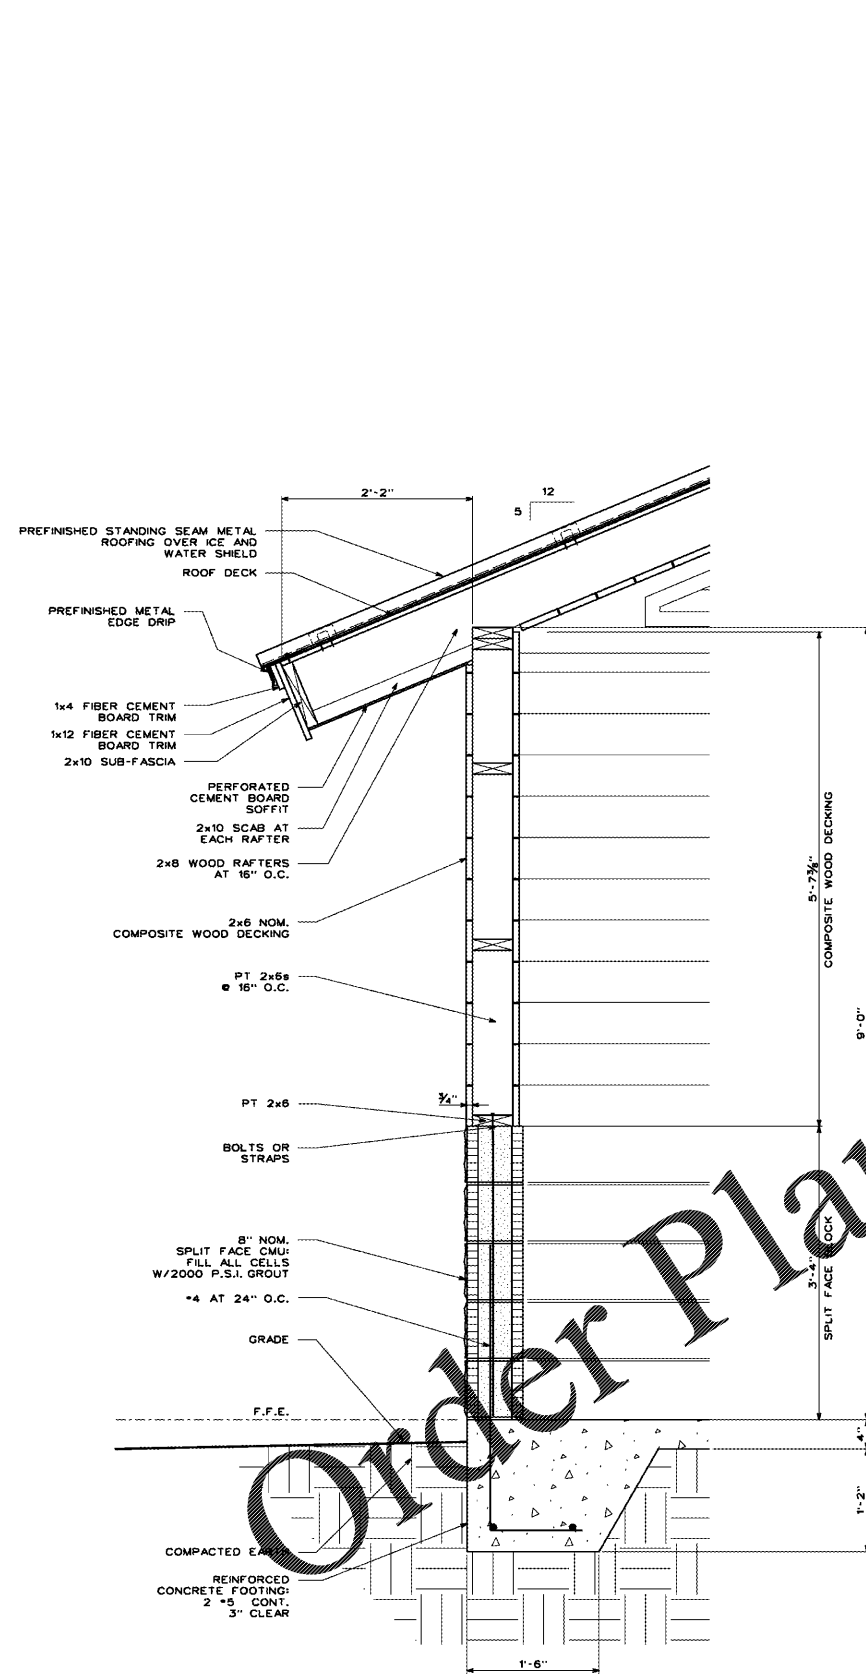 2'-2"
12
5
PREFINISHED STANDING SEAM METAL
ROOFING OVER ICE AND
WATER SHIELD
ROOF DECK
PREFINISHED METAL
EDGE DRIP
1x4 FIBER CEMENT
BOARD TRIM
1x12 FIBER CEMENT
BOARD TRIM
2x10 SUB-FASCIA
PERFORATED
CEMENT BOARD
SOFFIT
2x10 SCAB AT
EACH RAFTER
2x8 WOOD RAFTERS
AT 16" O.C.
2x6 NOM.
COMPOSITE WOOD DECKING
PT 2x6s
@ 16" O.C.
5'-7⅜"
COMPOSITE WOOD DECKING
9'-0"
¾"
PT 2x6
BOLTS OR
STRAPS
8" NOM.
SPLIT FACE CMU:
FILL ALL CELLS
W/2000 P.S.I. GROUT
#4 AT 24" O.C.
3'-4"
SPLIT FACE BLOCK
GRADE
F.F.E.
4"
1'-2"
COMPACTED EARTH
REINFORCED
CONCRETE FOOTING:
2 #5 CONT.
3" CLEAR
1'-6"
Order Plan